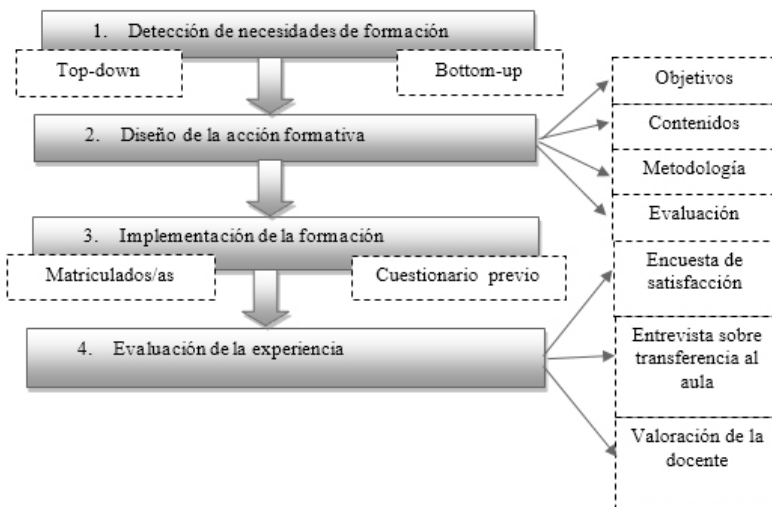 1. Detección de necesidades de formación
Top-down
Bottom-up
2. Diseño de la acción formativa
Objetivos
Contenidos
Metodología
Evaluación
3. Implementación de la formación
Matriculados/as
Cuestionario previo
4. Evaluación de la experiencia
Encuesta de
satisfacción
Entrevista sobre
transferencia al
aula
Valoración de la
docente